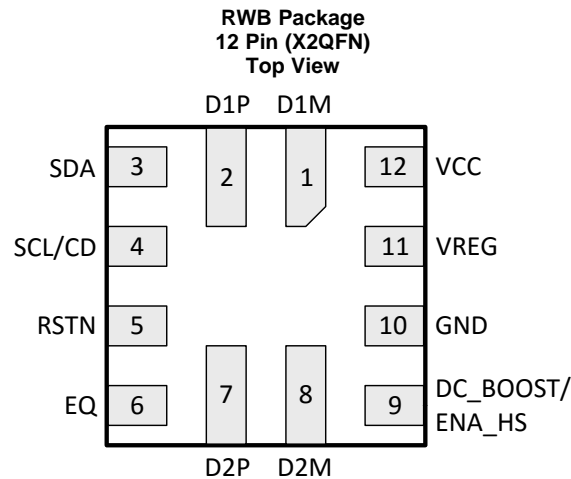 RWB Package
12 Pin (X2QFN)
Top View
D1P D1M
SDA 3 2 1 12 VCC
SCL/CD 4 11 VREG
RSTN 5 10 GND
EQ 6 7 8 9 DC_BOOST/
ENA_HS
D2P D2M